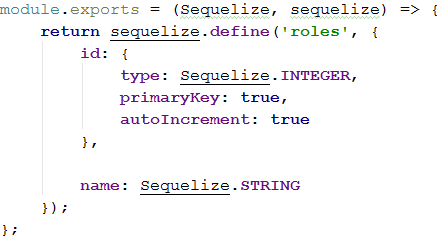 module.exports = (Sequelize, sequelize) => {
    return sequelize.define('roles', {
        id: {
            type: Sequelize.INTEGER,
            primaryKey: true,
            autoIncrement: true
        },

        name: Sequelize.STRING
    });
};